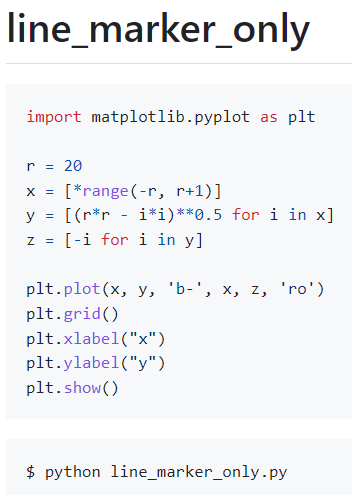 line_marker_only
import matplotlib.pyplot as plt
r = 20
x = [*range(-r, r+1)]
y = [(r*r - i*i)**0.5 for i in x]
z = [-i for i in y]
plt.plot(x, y, 'b-', x, z, 'ro')
plt.grid()
plt.xlabel("x")
plt.ylabel("y")
plt.show()
$ python line_marker_only.py